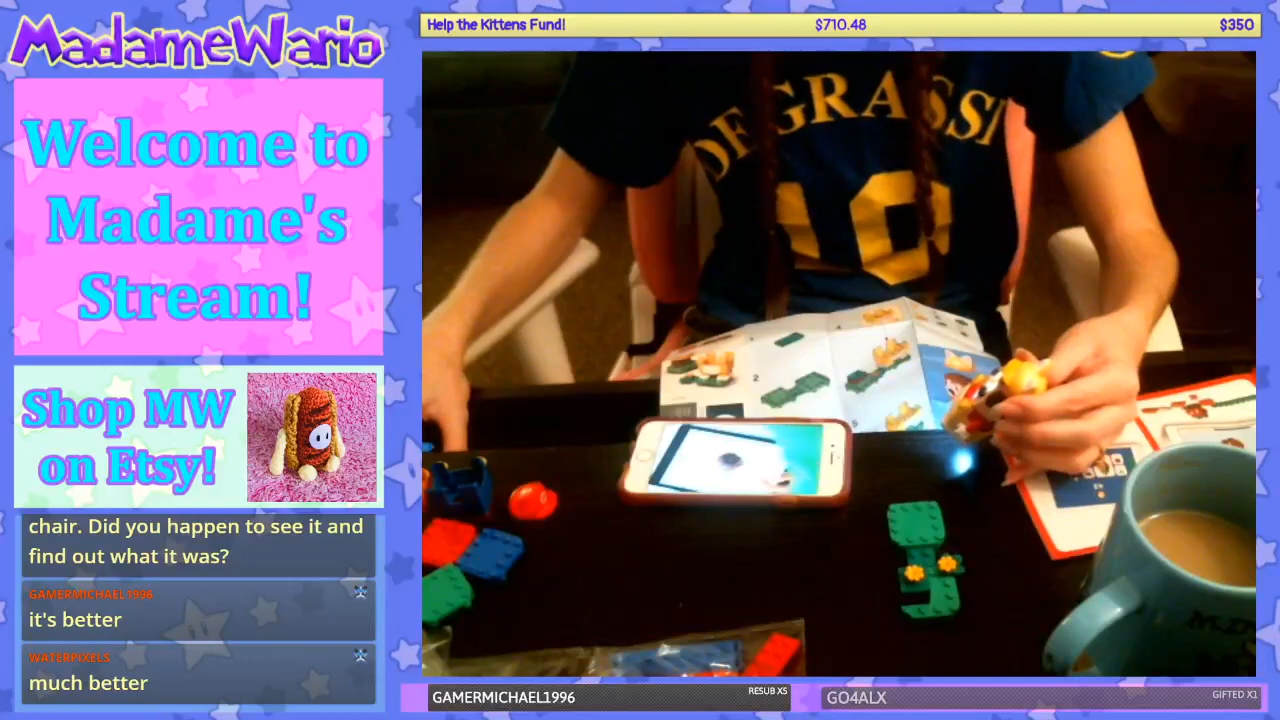 MadameWario
Help the Kittens Fund!
$710.48
$350
Welcome to
Madame's
Stream!
DEGRASSI
Shop MW
on Etsy!
2
chair. Did you happen to see it and
find out what it was?
GAMERMICHAEL1996
it's better
WATERPIXELS
much better
GAMERMICHAEL1996
RESUB X5
GO4ALX
GIFTED X1